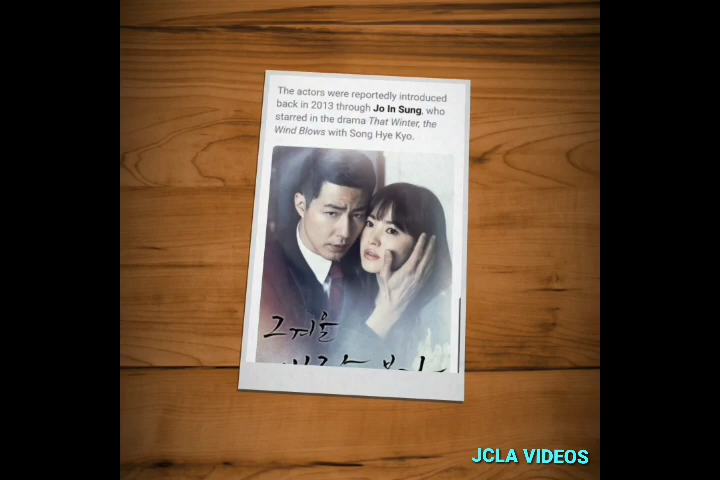 The actors were reportedly introduced
back in 2013 through Jo In Sung, who
starred in the drama That Winter, the
Wind Blows with Song Hye Kyo.
그 겨울
JCLA VIDEOS